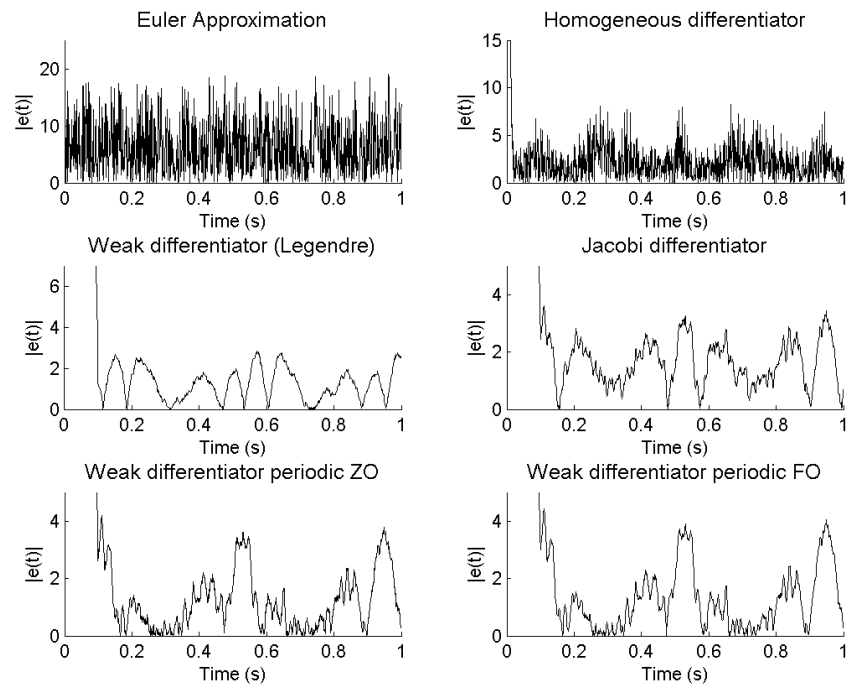 Euler Approximation
|e(t)|
20
10
0
0 0.2 0.4 0.6 0.8 1
Time (s)
Homogeneous differentiator
|e(t)|
15
10
5
0
0 0.2 0.4 0.6 0.8 1
Time (s)
Weak differentiator (Legendre)
|e(t)|
6
4
2
0
0 0.2 0.4 0.6 0.8 1
Time (s)
Jacobi differentiator
|e(t)|
4
2
0
0 0.2 0.4 0.6 0.8 1
Time (s)
Weak differentiator periodic ZO
|e(t)|
4
2
0
0 0.2 0.4 0.6 0.8 1
Time (s)
Weak differentiator periodic FO
|e(t)|
4
2
0
0 0.2 0.4 0.6 0.8 1
Time (s)